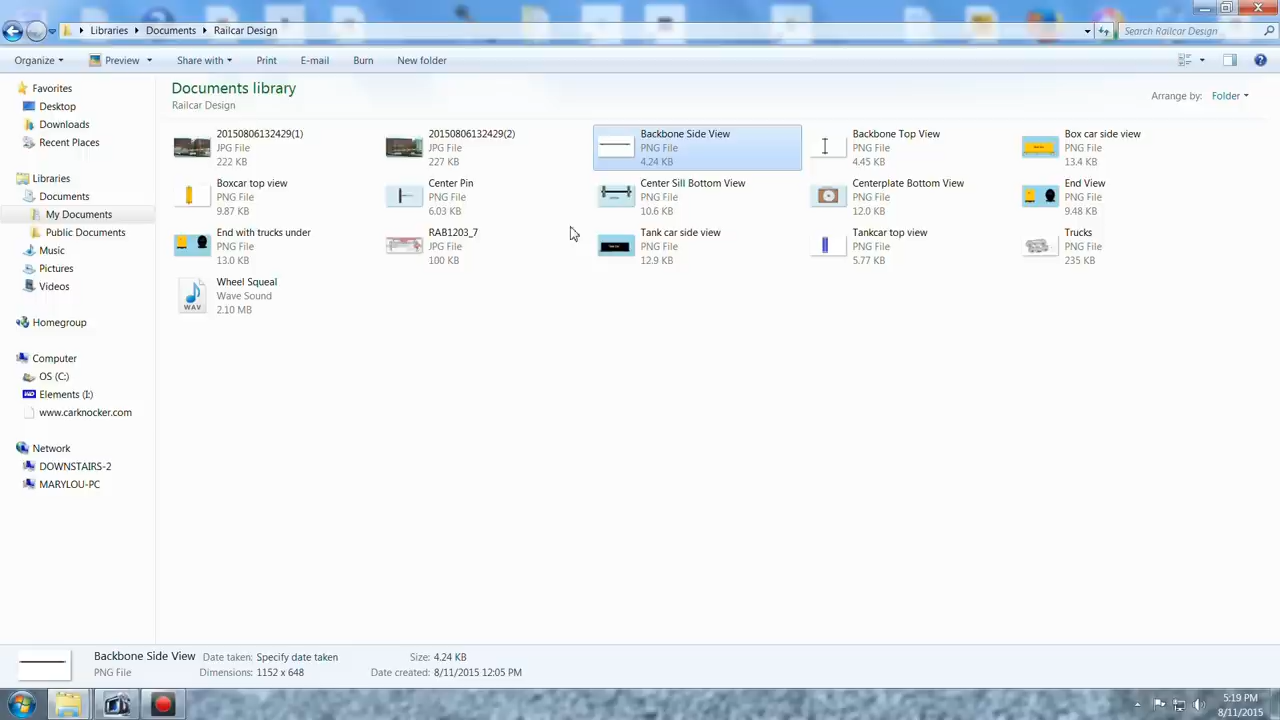 Libraries ▸ Documents ▸ Railcar Design
Search Railcar Design
Organize
Preview
Share with
Print
E-mail
Burn
New folder
Favorites
Desktop
Downloads
Recent Places
Libraries
Documents
My Documents
Public Documents
Music
Pictures
Videos
Homegroup
Computer
OS (C:)
Elements (I:)
www.carknocker.com
Network
DOWNSTAIRS-2
MARYLOU-PC
Documents library
Railcar Design
Arrange by: Folder
20150806132429(1)
JPG File
222 KB
20150806132429(2)
JPG File
227 KB
Backbone Side View
PNG File
4.24 KB
Backbone Top View
PNG File
4.45 KB
Box car side view
PNG File
13.4 KB
Boxcar top view
PNG File
9.87 KB
Center Pin
PNG File
6.03 KB
Center Sill Bottom View
PNG File
10.6 KB
Centerplate Bottom View
PNG File
12.0 KB
End View
PNG File
9.48 KB
End with trucks under
PNG File
13.0 KB
RAB1203_7
JPG File
100 KB
Tank car side view
PNG File
12.9 KB
Tankcar top view
PNG File
5.77 KB
Trucks
PNG File
235 KB
WAV
Wheel Squeal
Wave Sound
2.10 MB
Backbone Side View
PNG File
Date taken: Specify date taken
Dimensions: 1152 x 648
Size: 4.24 KB
Date created: 8/11/2015 12:05 PM
5:19 PM
8/11/2015